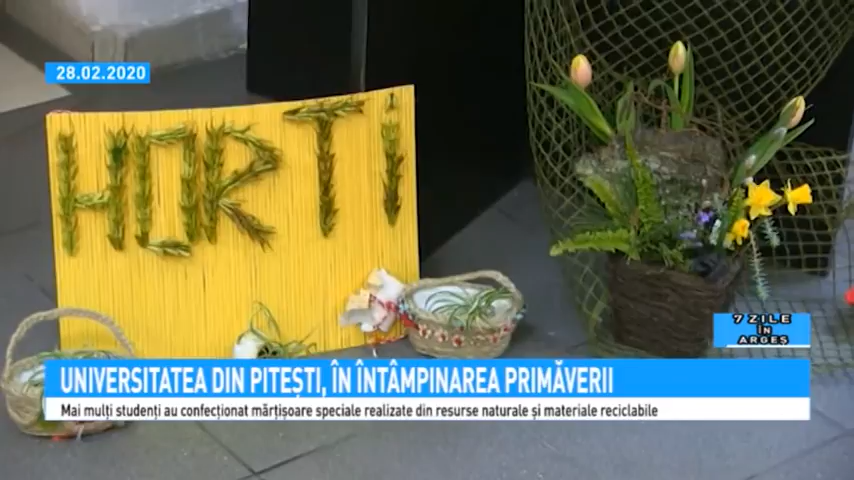 28.02.2020
HORTI
7 ZILE
ÎN
ARGEȘ
UNIVERSITATEA DIN PITEȘTI, ÎN ÎNTÂMPINAREA PRIMĂVERII
Mai mulți studenți au confecționat mărțișoare speciale realizate din resurse naturale și materiale reciclabile